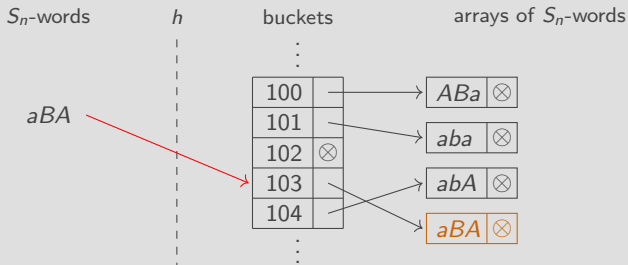 Sₙ-words h buckets arrays of Sₙ-words
⋮
100 ABa ⊗
101 aba ⊗
aBA
102 ⊗
103 abA ⊗
104 aBA ⊗
⋮